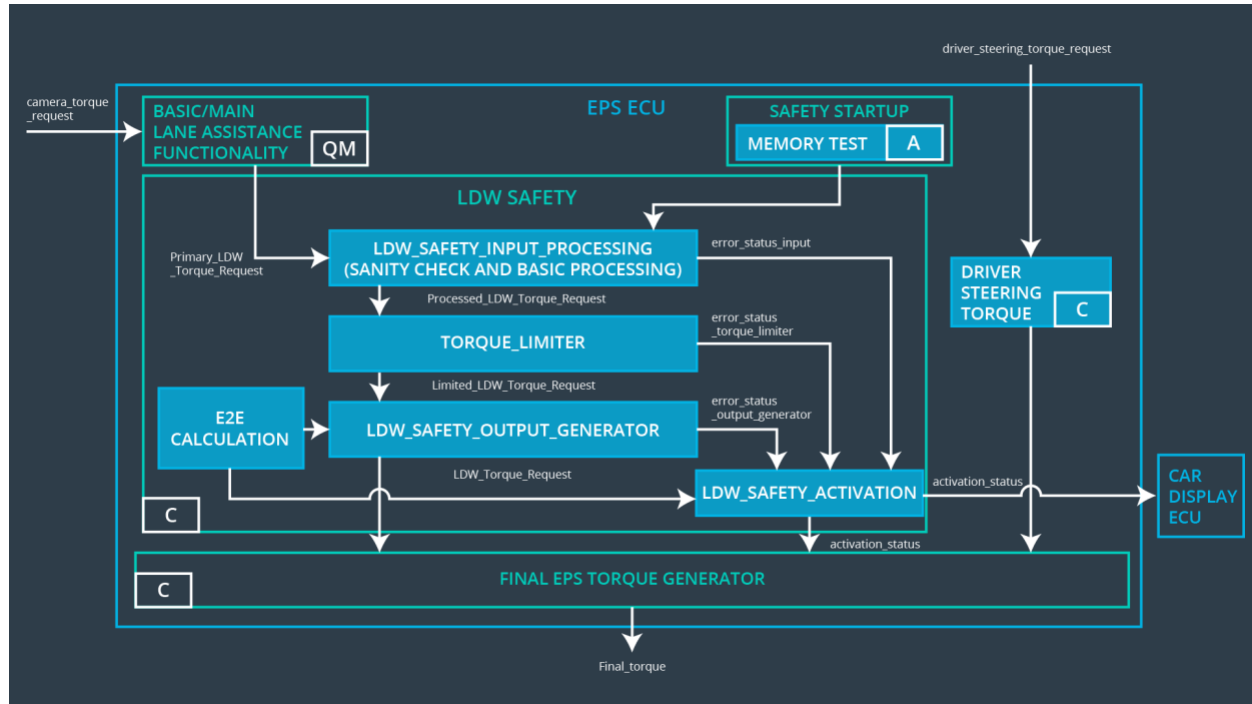 driver_steering_torque_request
camera_torque
_request
BASIC/MAIN
LANE ASSISTANCE
FUNCTIONALITY
QM
EPS ECU
SAFETY STARTUP
MEMORY TEST
A
LDW SAFETY
Primary_LDW
_Torque_Request
LDW_SAFETY_INPUT_PROCESSING
(SANITY CHECK AND BASIC PROCESSING)
error_status_input
DRIVER
STEERING
TORQUE
C
Processed_LDW_Torque_Request
TORQUE_LIMITER
error_status
_torque_limiter
Limited_LDW_Torque_Request
E2E
CALCULATION
LDW_SAFETY_OUTPUT_GENERATOR
error_status
_output_generator
LDW_Torque_Request
LDW_SAFETY_ACTIVATION
activation_status
CAR
DISPLAY
ECU
C
activation_status
C
FINAL EPS TORQUE GENERATOR
Final_torque